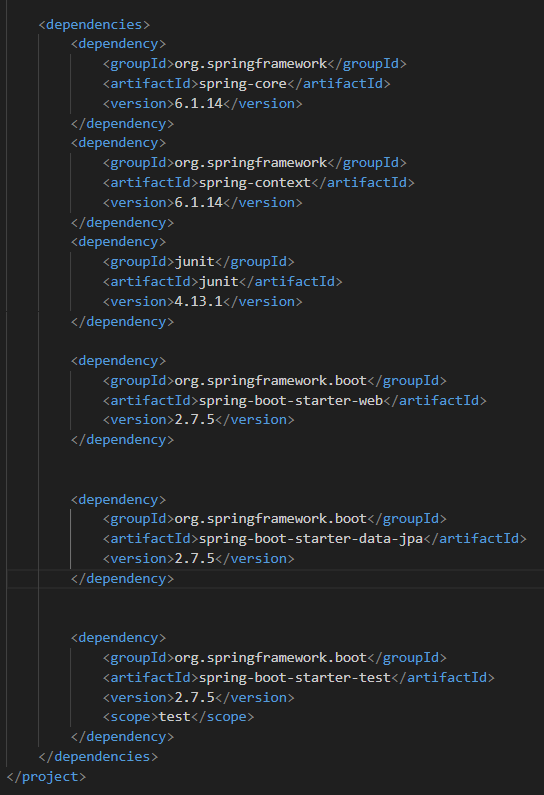 <dependencies>
<dependency>
<groupId>org.springframework</groupId>
<artifactId>spring-core</artifactId>
<version>6.1.14</version>
</dependency>
<dependency>
<groupId>org.springframework</groupId>
<artifactId>spring-context</artifactId>
<version>6.1.14</version>
</dependency>
<dependency>
<groupId>junit</groupId>
<artifactId>junit</artifactId>
<version>4.13.1</version>
</dependency>
<dependency>
<groupId>org.springframework.boot</groupId>
<artifactId>spring-boot-starter-web</artifactId>
<version>2.7.5</version>
</dependency>
<dependency>
<groupId>org.springframework.boot</groupId>
<artifactId>spring-boot-starter-data-jpa</artifactId>
<version>2.7.5</version>
</dependency>
<dependency>
<groupId>org.springframework.boot</groupId>
<artifactId>spring-boot-starter-test</artifactId>
<version>2.7.5</version>
<scope>test</scope>
</dependency>
</dependencies>
</project>